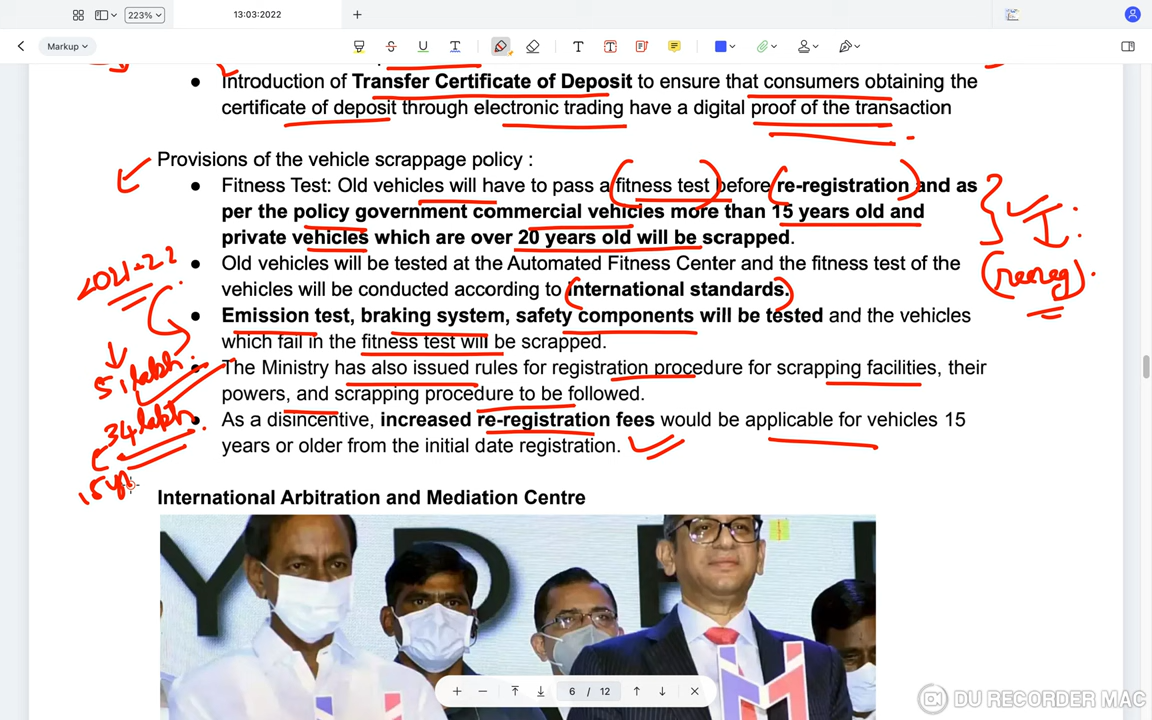 223%
13:03:2022
Markup
Introduction of Transfer Certificate of Deposit to ensure that consumers obtaining the
certificate of deposit through electronic trading have a digital proof of the transaction
Provisions of the vehicle scrappage policy :
Fitness Test: Old vehicles will have to pass a fitness test before re-registration and as
per the policy government commercial vehicles more than 15 years old and
private vehicles which are over 20 years old will be scrapped.
Old vehicles will be tested at the Automated Fitness Center and the fitness test of the
vehicles will be conducted according to international standards.
Emission test, braking system, safety components will be tested and the vehicles
which fail in the fitness test will be scrapped.
The Ministry has also issued rules for registration procedure for scrapping facilities, their
powers, and scrapping procedure to be followed.
As a disincentive, increased re-registration fees would be applicable for vehicles 15
years or older from the initial date registration.
2021-22
51 lakh
34 lakh
15 yr
I
International Arbitration and Mediation Centre
Y D E
6 / 12
DU RECORDER MAC